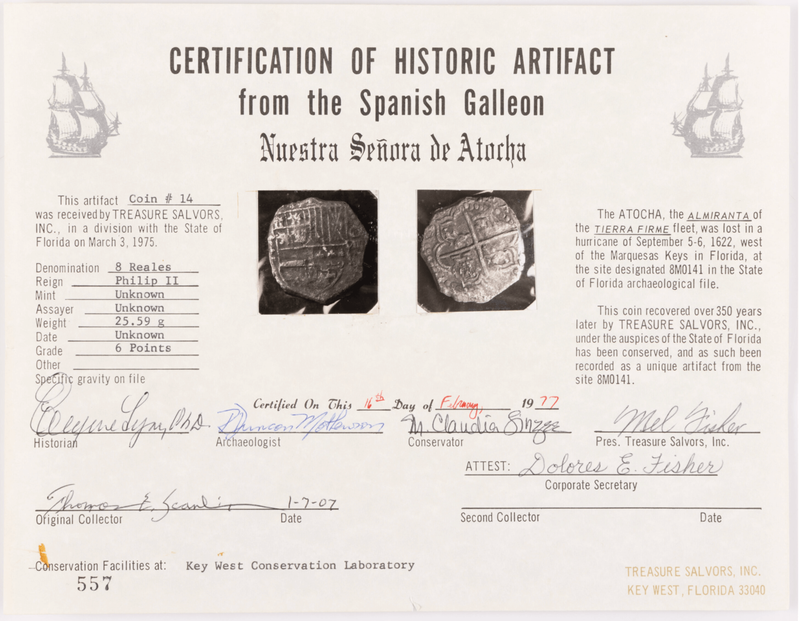 CERTIFICATION OF HISTORIC ARTIFACT
from the Spanish Galleon
Nuestra Señora de Atocha
This artifact Coin # 14
was received by TREASURE SALVORS,
INC., in a division with the State of
Florida on March 3, 1975.
Denomination 8 Reales
Reign Philip II
Mint Unknown
Assayer Unknown
Weight 25.59 g
Date Unknown
Grade 6 Points
Other
Specific gravity on file
The ATOCHA, the ALMIRANTA of
the TIERRA FIRME fleet, was lost in a
hurricane of September 5-6, 1622, west
of the Marquesas Keys in Florida, at
the site designated 8M0141 in the State
of Florida archaeological file.
This coin recovered over 350 years
later by TREASURE SALVORS, INC.,
under the auspices of the State of Florida
has been conserved, and as such been
recorded as a unique artifact from the
site 8M0141.
Certified On This 16th Day of February, 1977
Eugene Lyon, Ph.D.
Historian
R Duncan Mathewson
Archaeologist
M. Claudia Linzee
Conservator
Mel Fisher
Pres. Treasure Salvors, Inc.
ATTEST: Dolores E. Fisher
Corporate Secretary
Thomas E. Scanlin 1-7-07
Original Collector Date
Second Collector Date
Conservation Facilities at: Key West Conservation Laboratory
557
TREASURE SALVORS, INC.
KEY WEST, FLORIDA 33040